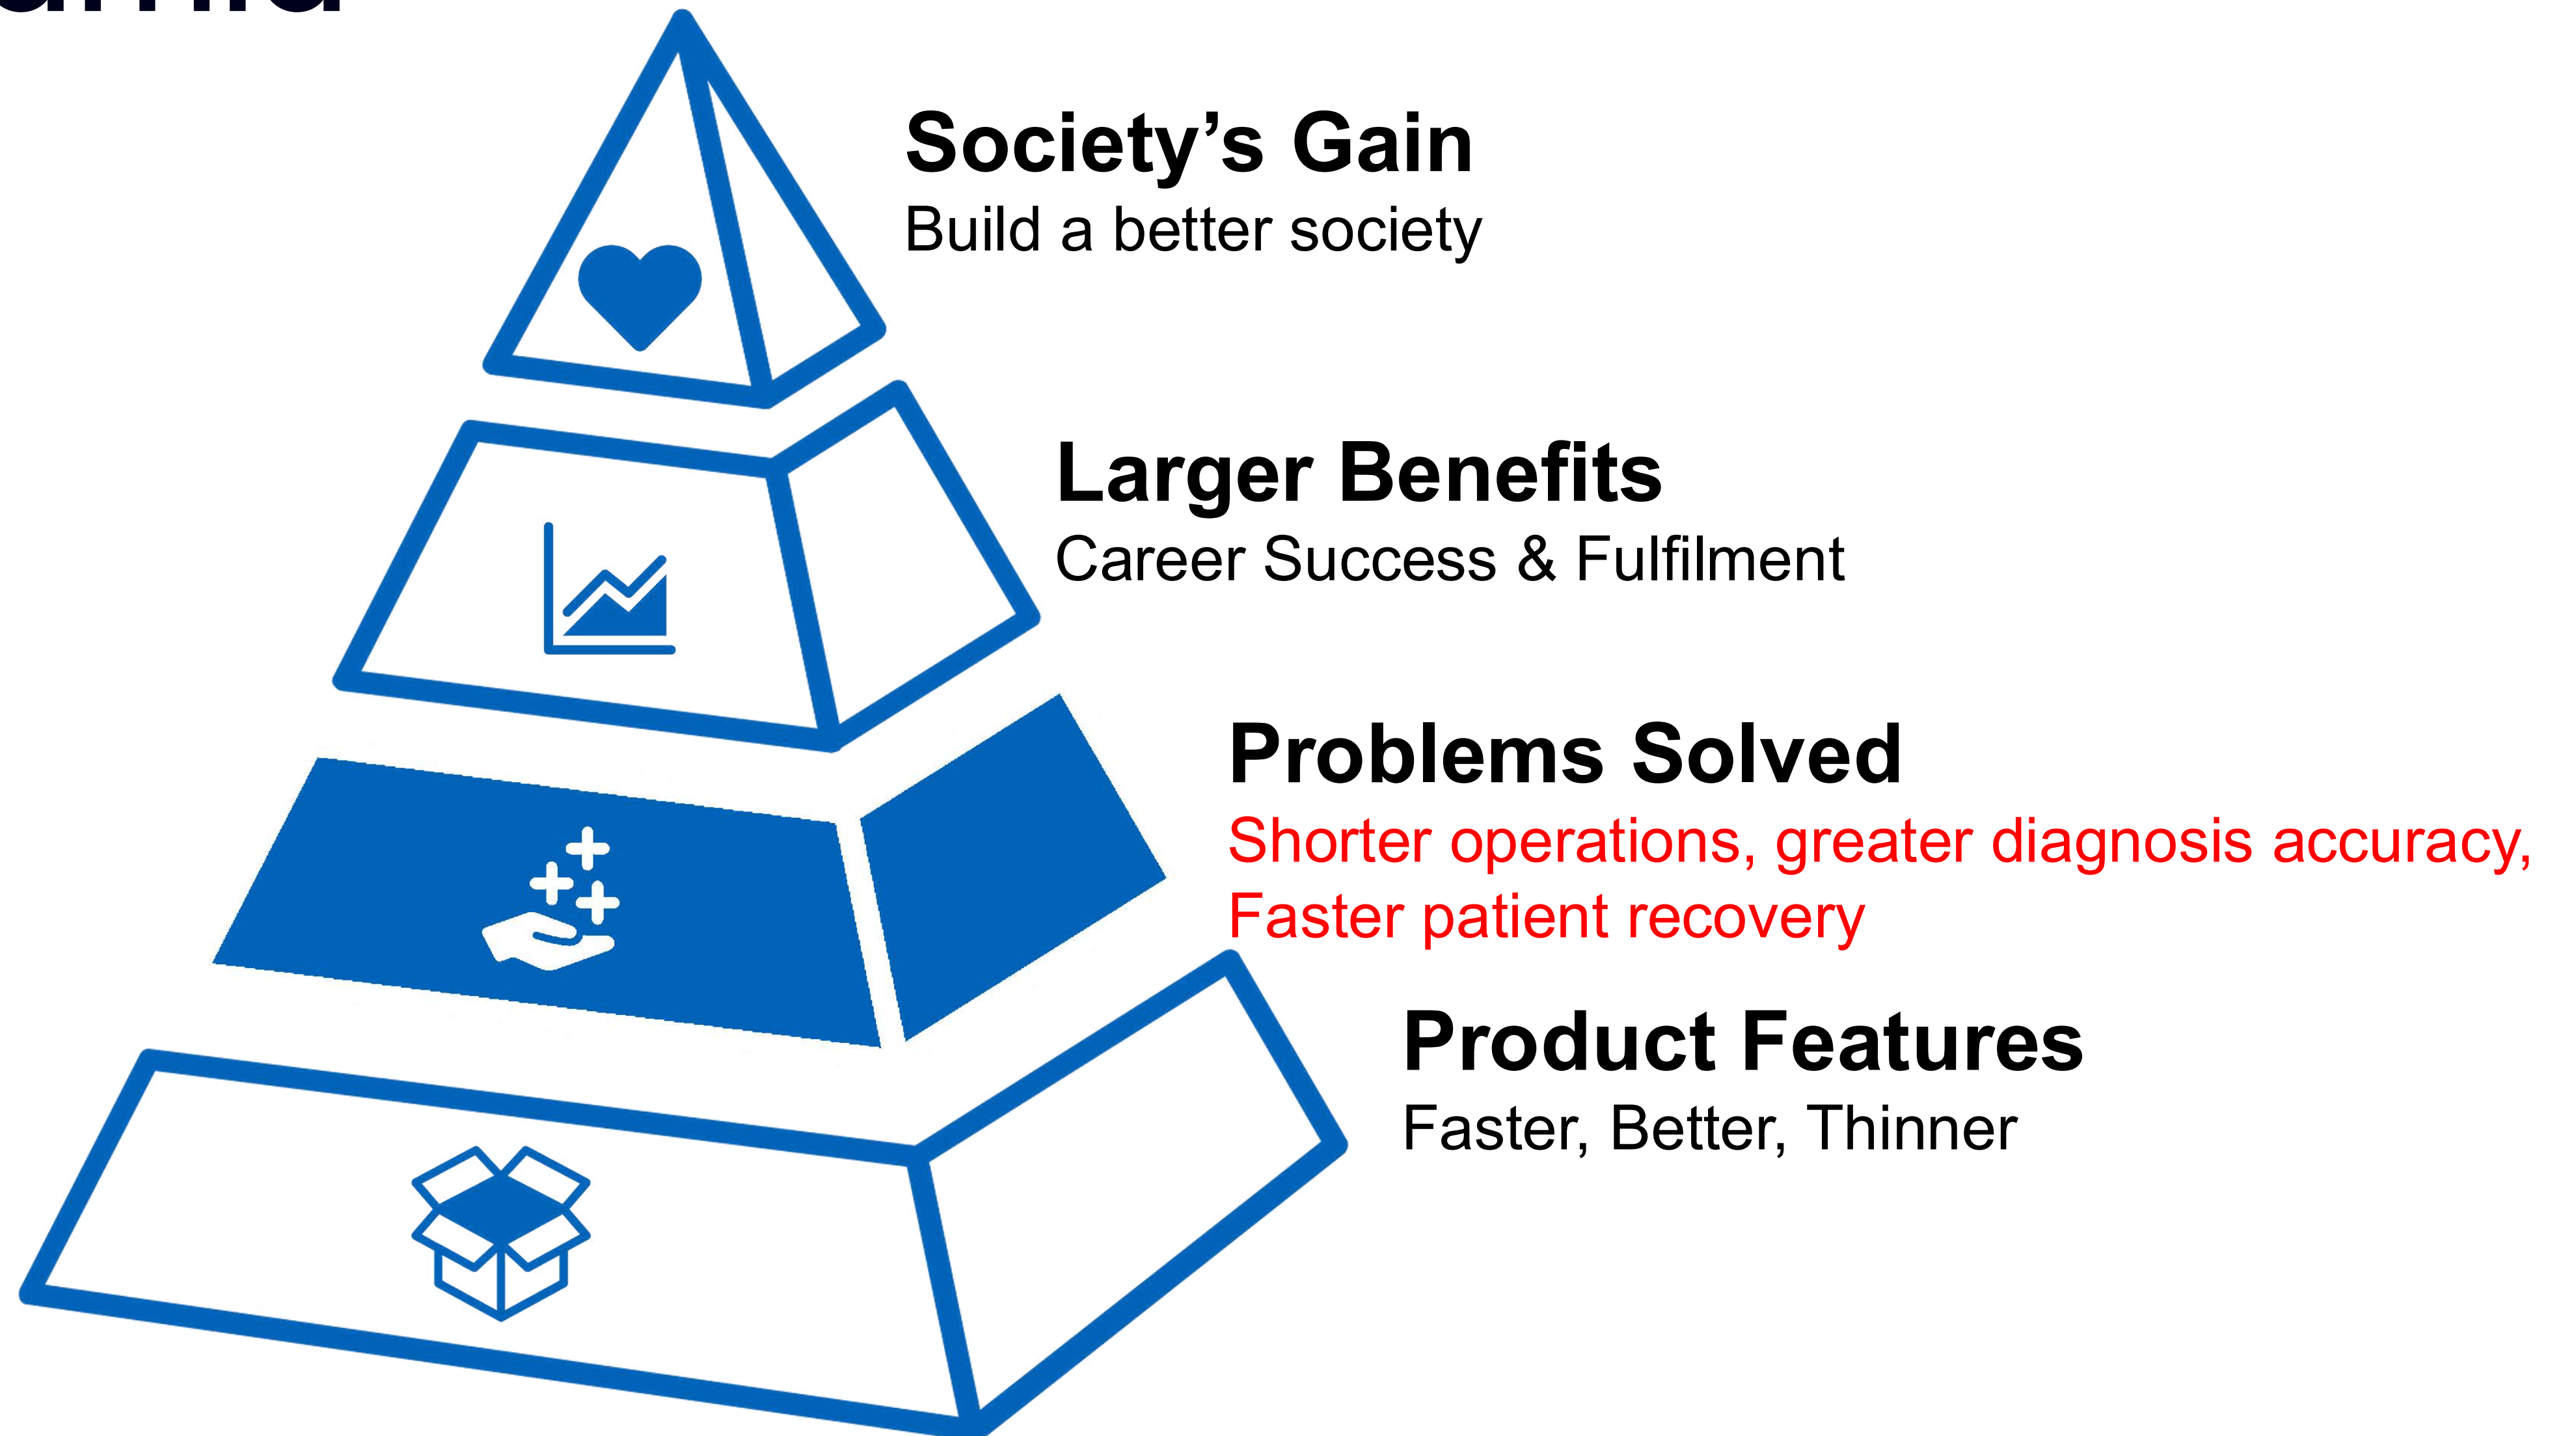 Society’s Gain
Build a better society
Larger Benefits
Career Success & Fulfilment
Problems Solved
Shorter operations, greater diagnosis accuracy,
Faster patient recovery
Product Features
Faster, Better, Thinner